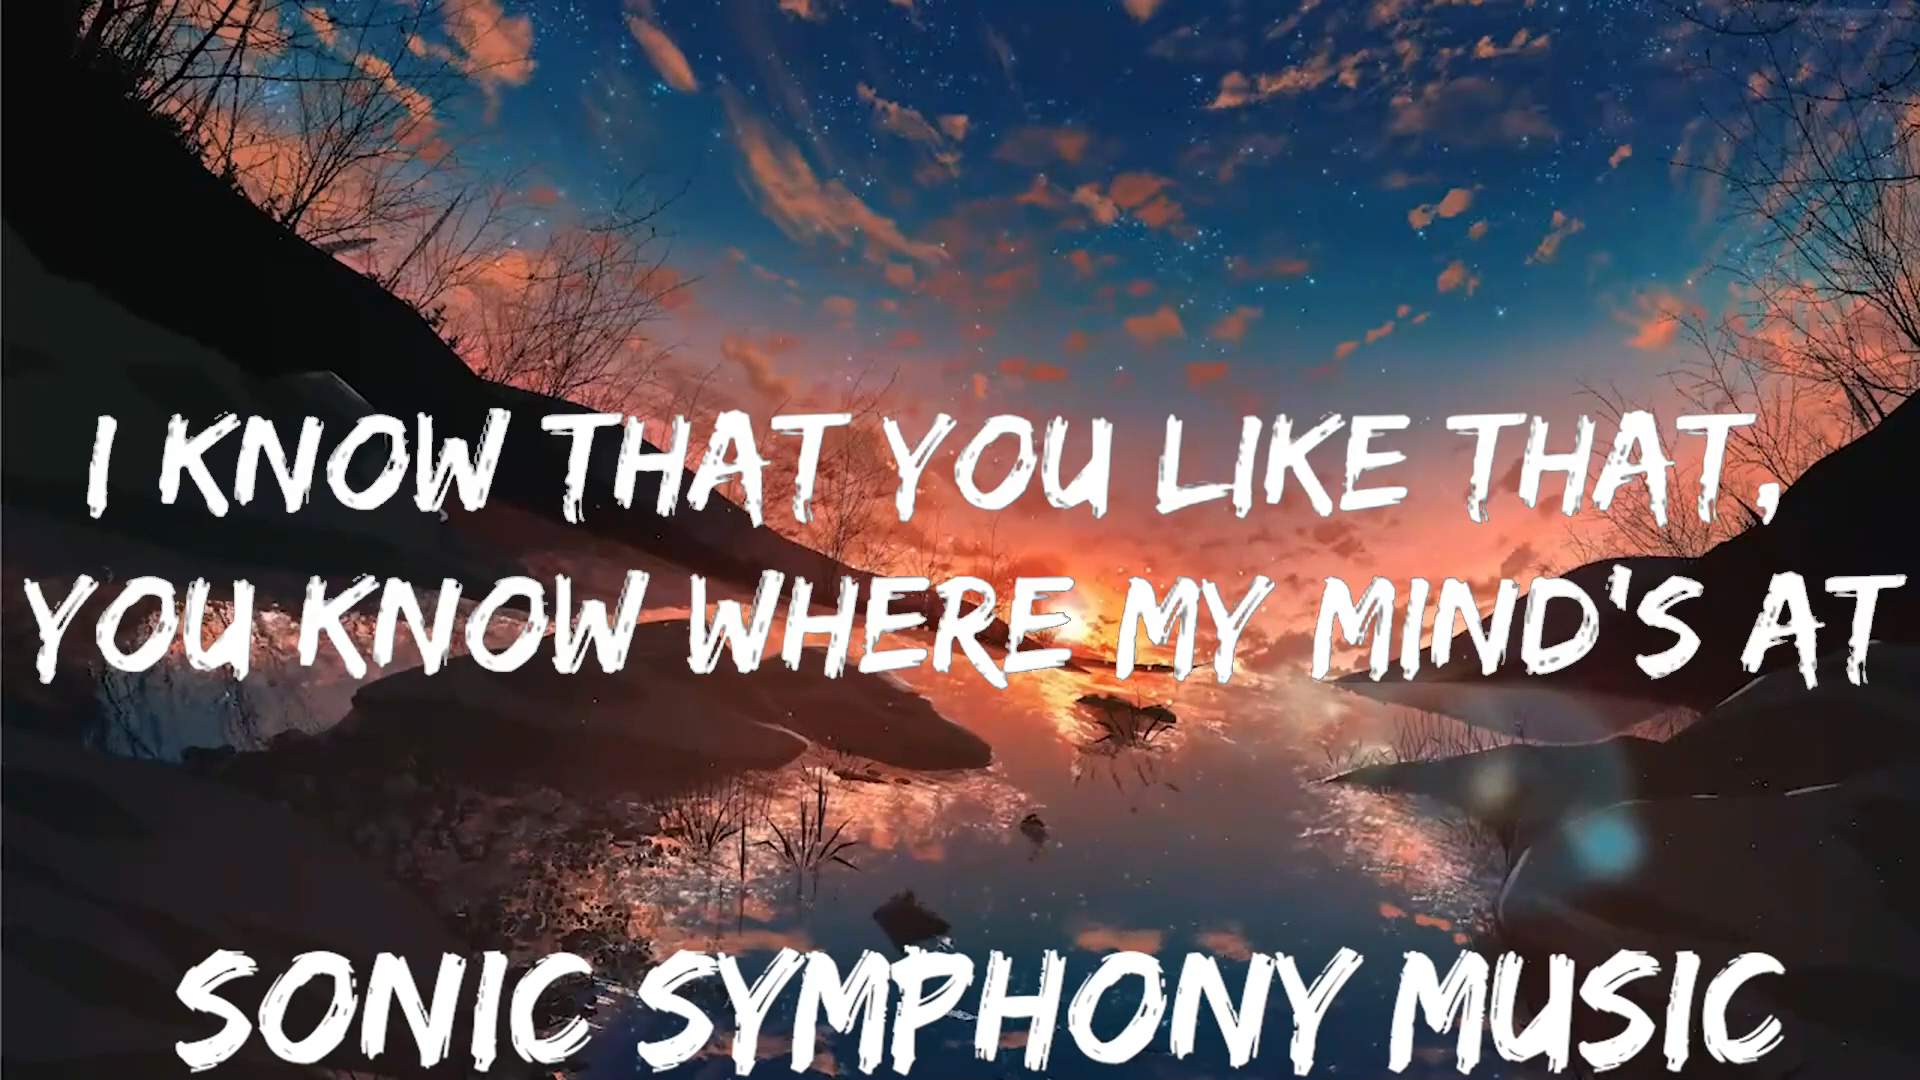 I KNOW THAT YOU LIKE THAT,
YOU KNOW WHERE MY MIND'S AT
SONIC SYMPHONY MUSIC